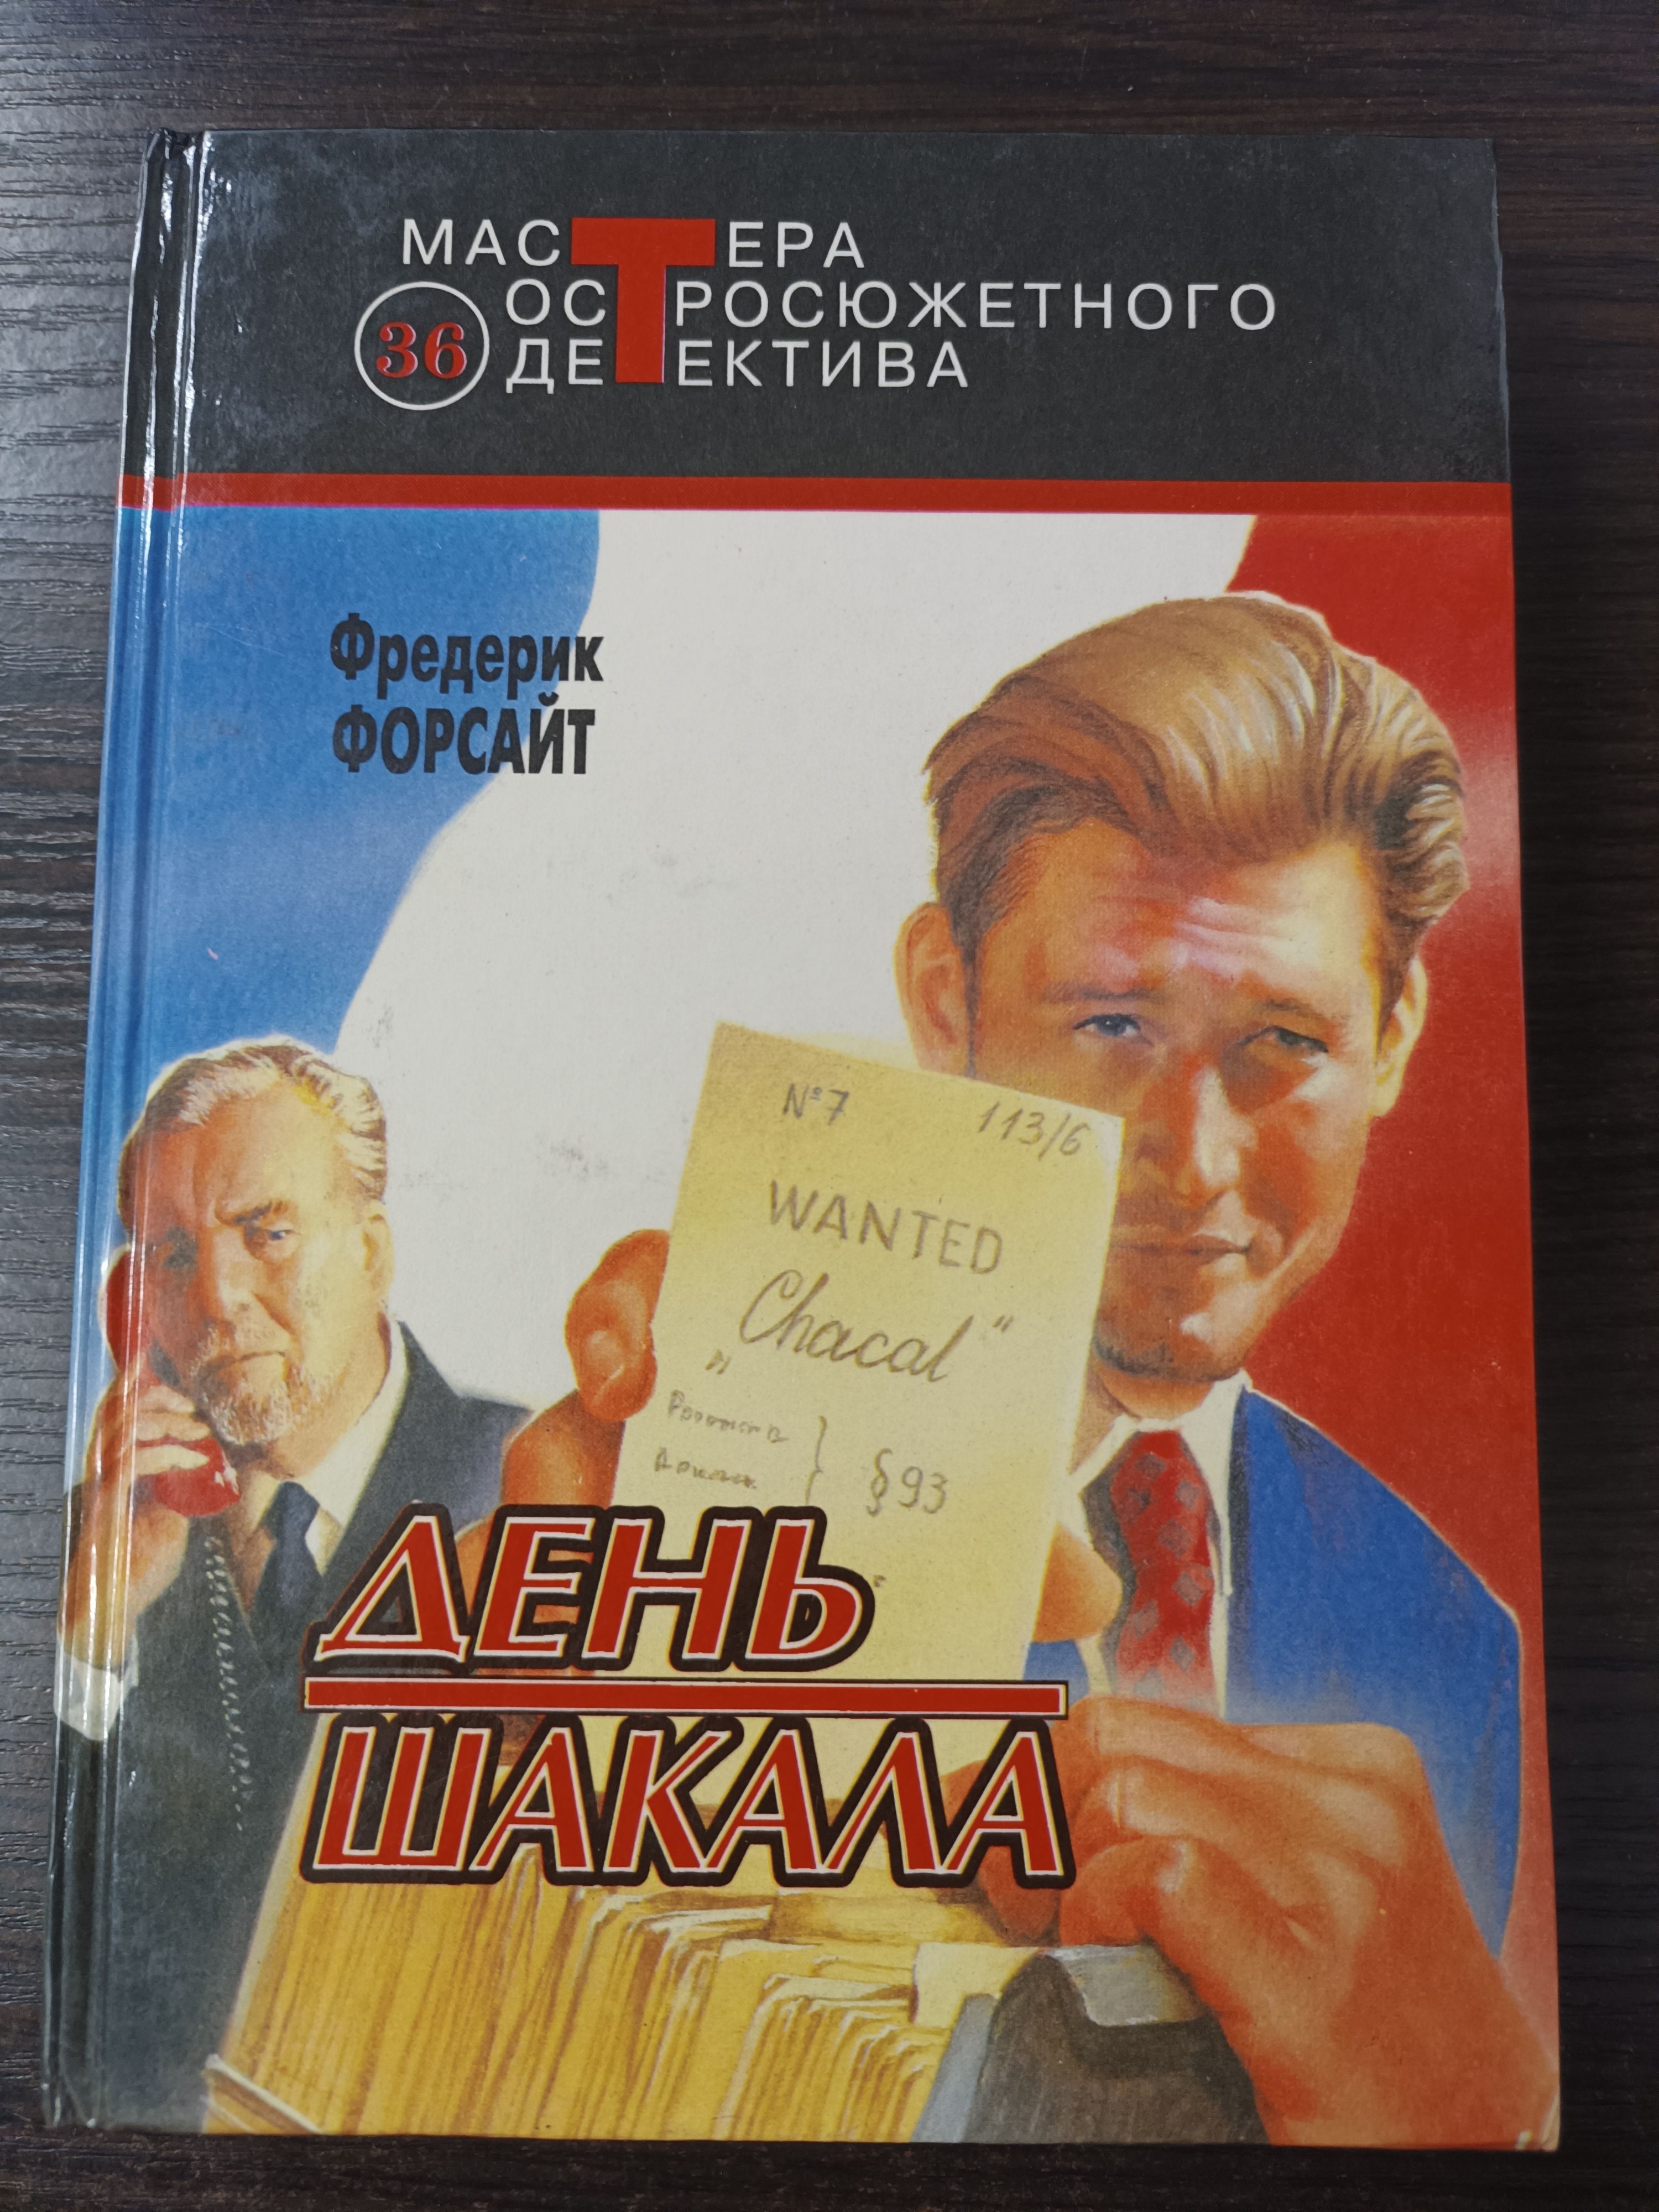 МАСТЕРА
ОСТРОСЮЖЕТНОГО
36 ДЕТЕКТИВА
Фредерик
ФОРСАЙТ
№7 113/6
WANTED
„Chacal"
§93
ДЕНЬ
ШАКАЛА